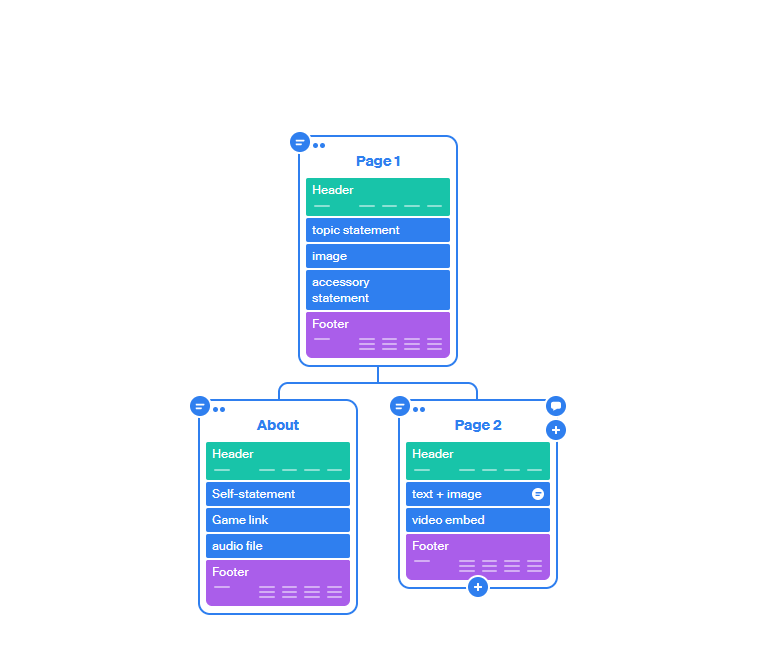 Page 1
Header
topic statement
image
accessory
statement
Footer
About
Header
Self-statement
Game link
audio file
Footer
Page 2
Header
text + image
video embed
Footer